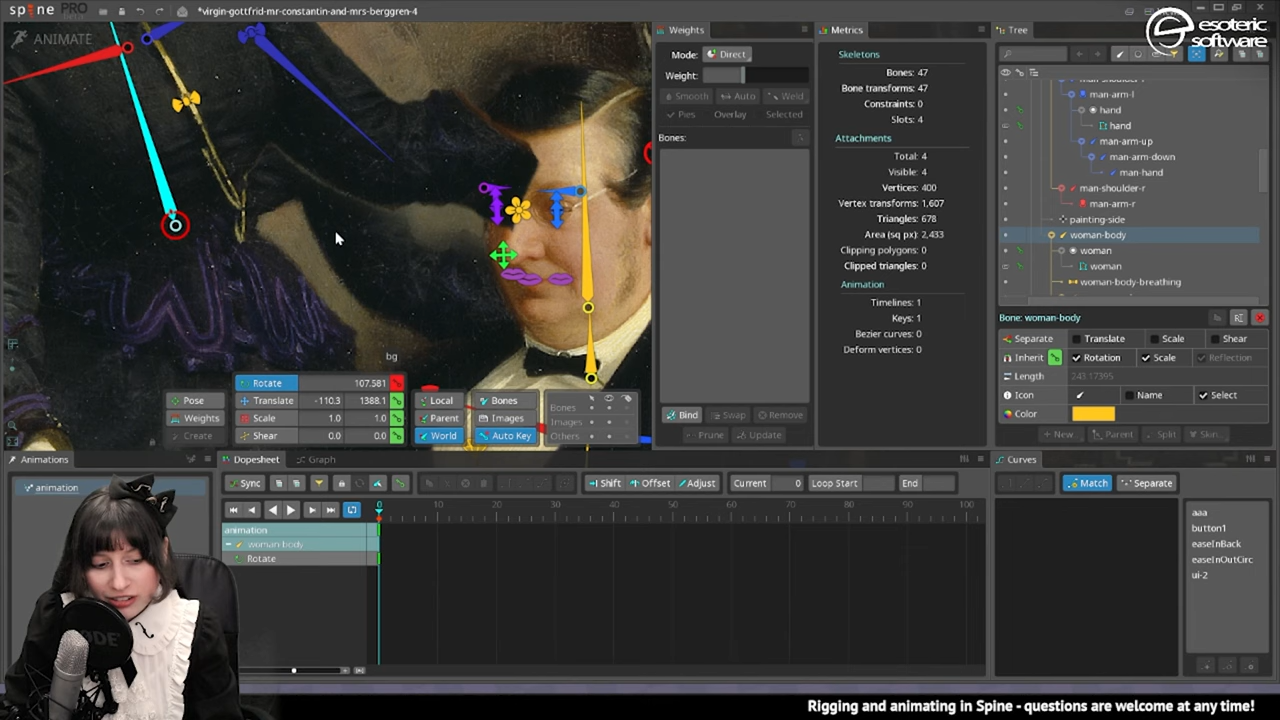 spine PRO
beta
*virgin-gottfrid-mr-constantin-and-mrs-berggren-4
esoteric
software
ANIMATE
bg
Pose
Weights
Create
Rotate 107.581
Translate -110.3 1388.1
Scale 1.0 1.0
Shear 0.0 0.0
Local
Parent
World
Bones
Images
Auto Key
Bones
Images
Others
Weights
Mode: Direct
Weight:
Smooth Auto Weld
Pies Overlay Selected
Bones:
Bind Swap Remove
Prune Update
Metrics
Skeletons
Bones: 47
Bone transforms: 47
Constraints: 0
Slots: 4
Attachments
Total: 4
Visible: 4
Vertices: 400
Vertex transforms: 1,607
Triangles: 678
Area (sq px): 2,433
Clipping polygons: 0
Clipped triangles: 0
Animation
Timelines: 1
Keys: 1
Bezier curves: 0
Deform vertices: 0
Tree
man-shoulder-l
man-arm-l
hand
hand
man-arm-up
man-arm-down
man-hand
man-shoulder-r
man-arm-r
painting-side
woman-body
woman
woman
woman-body-breathing
Bone: woman-body
Separate Translate Scale Shear
Inherit Rotation Scale Reflection
Length 243.17395
Icon Name Select
Color
New... Parent Split Skin...
Animations
animation
Dopesheet Graph
Sync Shift Offset Adjust Current 0 Loop Start End
0 10 20 30 40 50 60 70 80 90 100
animation
woman-body
Rotate
Curves
Match Separate
aaa
button1
easeInBack
easeInOutCirc
ui-2
Rigging and animating in Spine - questions are welcome at any time!